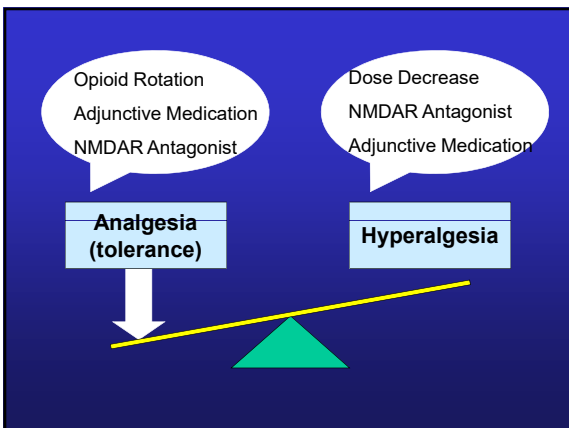 Opioid Rotation
Adjunctive Medication
NMDAR Antagonist
Dose Decrease
NMDAR Antagonist
Adjunctive Medication
Analgesia
(tolerance)
Hyperalgesia